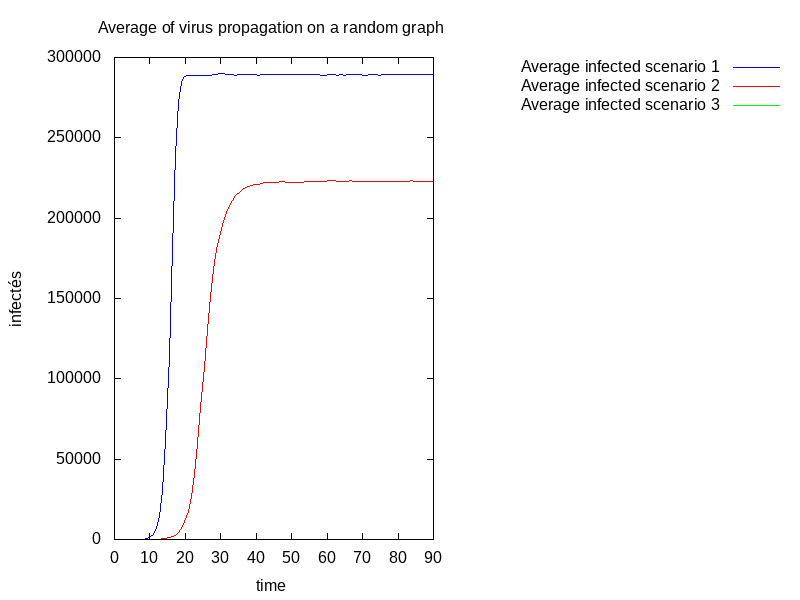 Average of virus propagation on a random graph
Average infected scenario 1
Average infected scenario 2
Average infected scenario 3
300000
250000
200000
150000
100000
50000
0
infectés
0 10 20 30 40 50 60 70 80 90
time